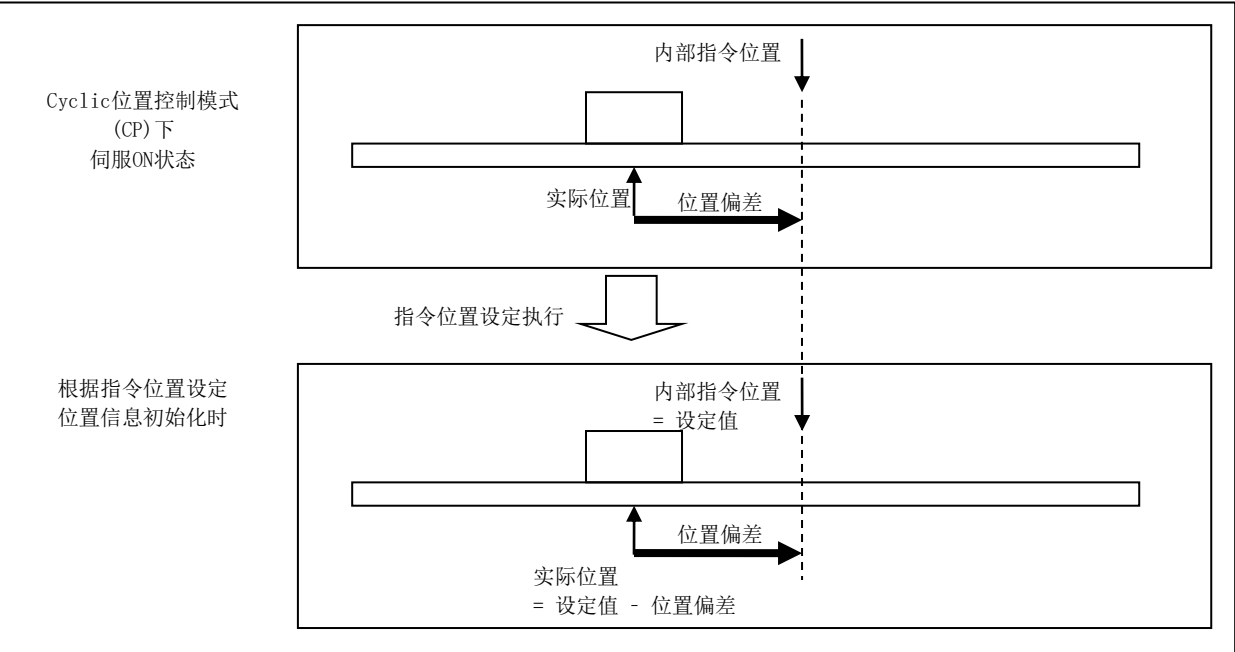 内部指令位置
Cyclic位置控制模式
(CP)下
伺服ON状态
实际位置
位置偏差
指令位置设定执行
根据指令位置设定
位置信息初始化时
内部指令位置
= 设定值
位置偏差
实际位置
= 设定值 - 位置偏差